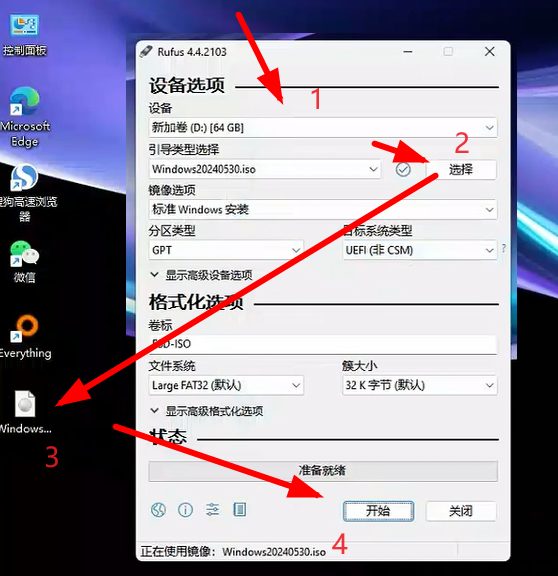 控制面板
Microsoft
Edge
搜狗高速浏览
器
微信
Everything
Windows...
3
Rufus 4.4.2103
设备选项
1
设备
新加卷 (D:) [64 GB]
引导类型选择
2
Windows20240530.iso
选择
镜像选项
标准 Windows 安装
分区类型
目标系统类型
GPT
UEFI (非 CSM)
?
显示高级设备选项
格式化选项
卷标
ESD-ISO
文件系统
簇大小
Large FAT32 (默认)
32 K 字节 (默认)
显示高级格式化选项
状态
准备就绪
开始
关闭
4
正在使用镜像: Windows20240530.iso